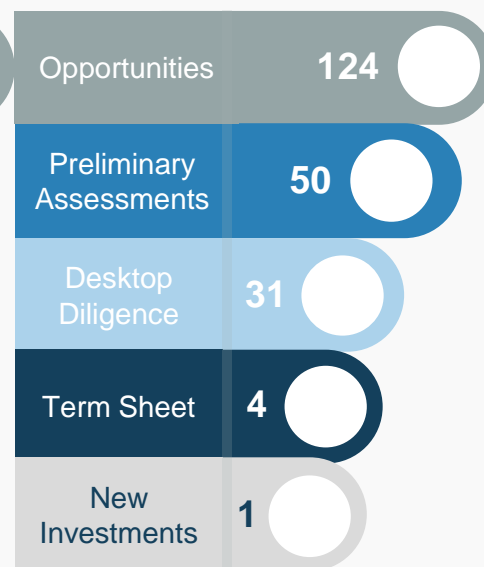 Opportunities 124
Preliminary
Assessments 50
Desktop
Diligence 31
Term Sheet 4
New
Investments 1